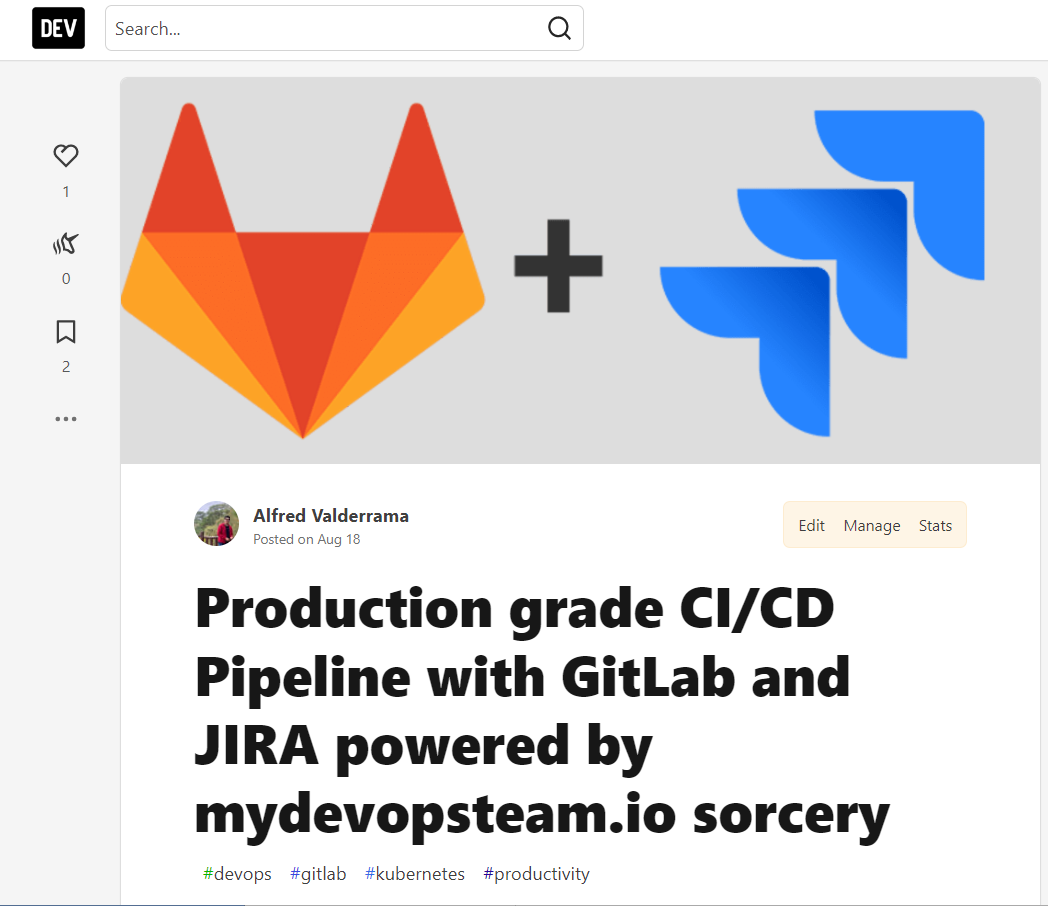 DEV
Search...
1
0
2
Alfred Valderrama
Posted on Aug 18
Edit Manage Stats
Production grade CI/CD
Pipeline with GitLab and
JIRA powered by
mydevopsteam.io sorcery
#devops #gitlab #kubernetes #productivity